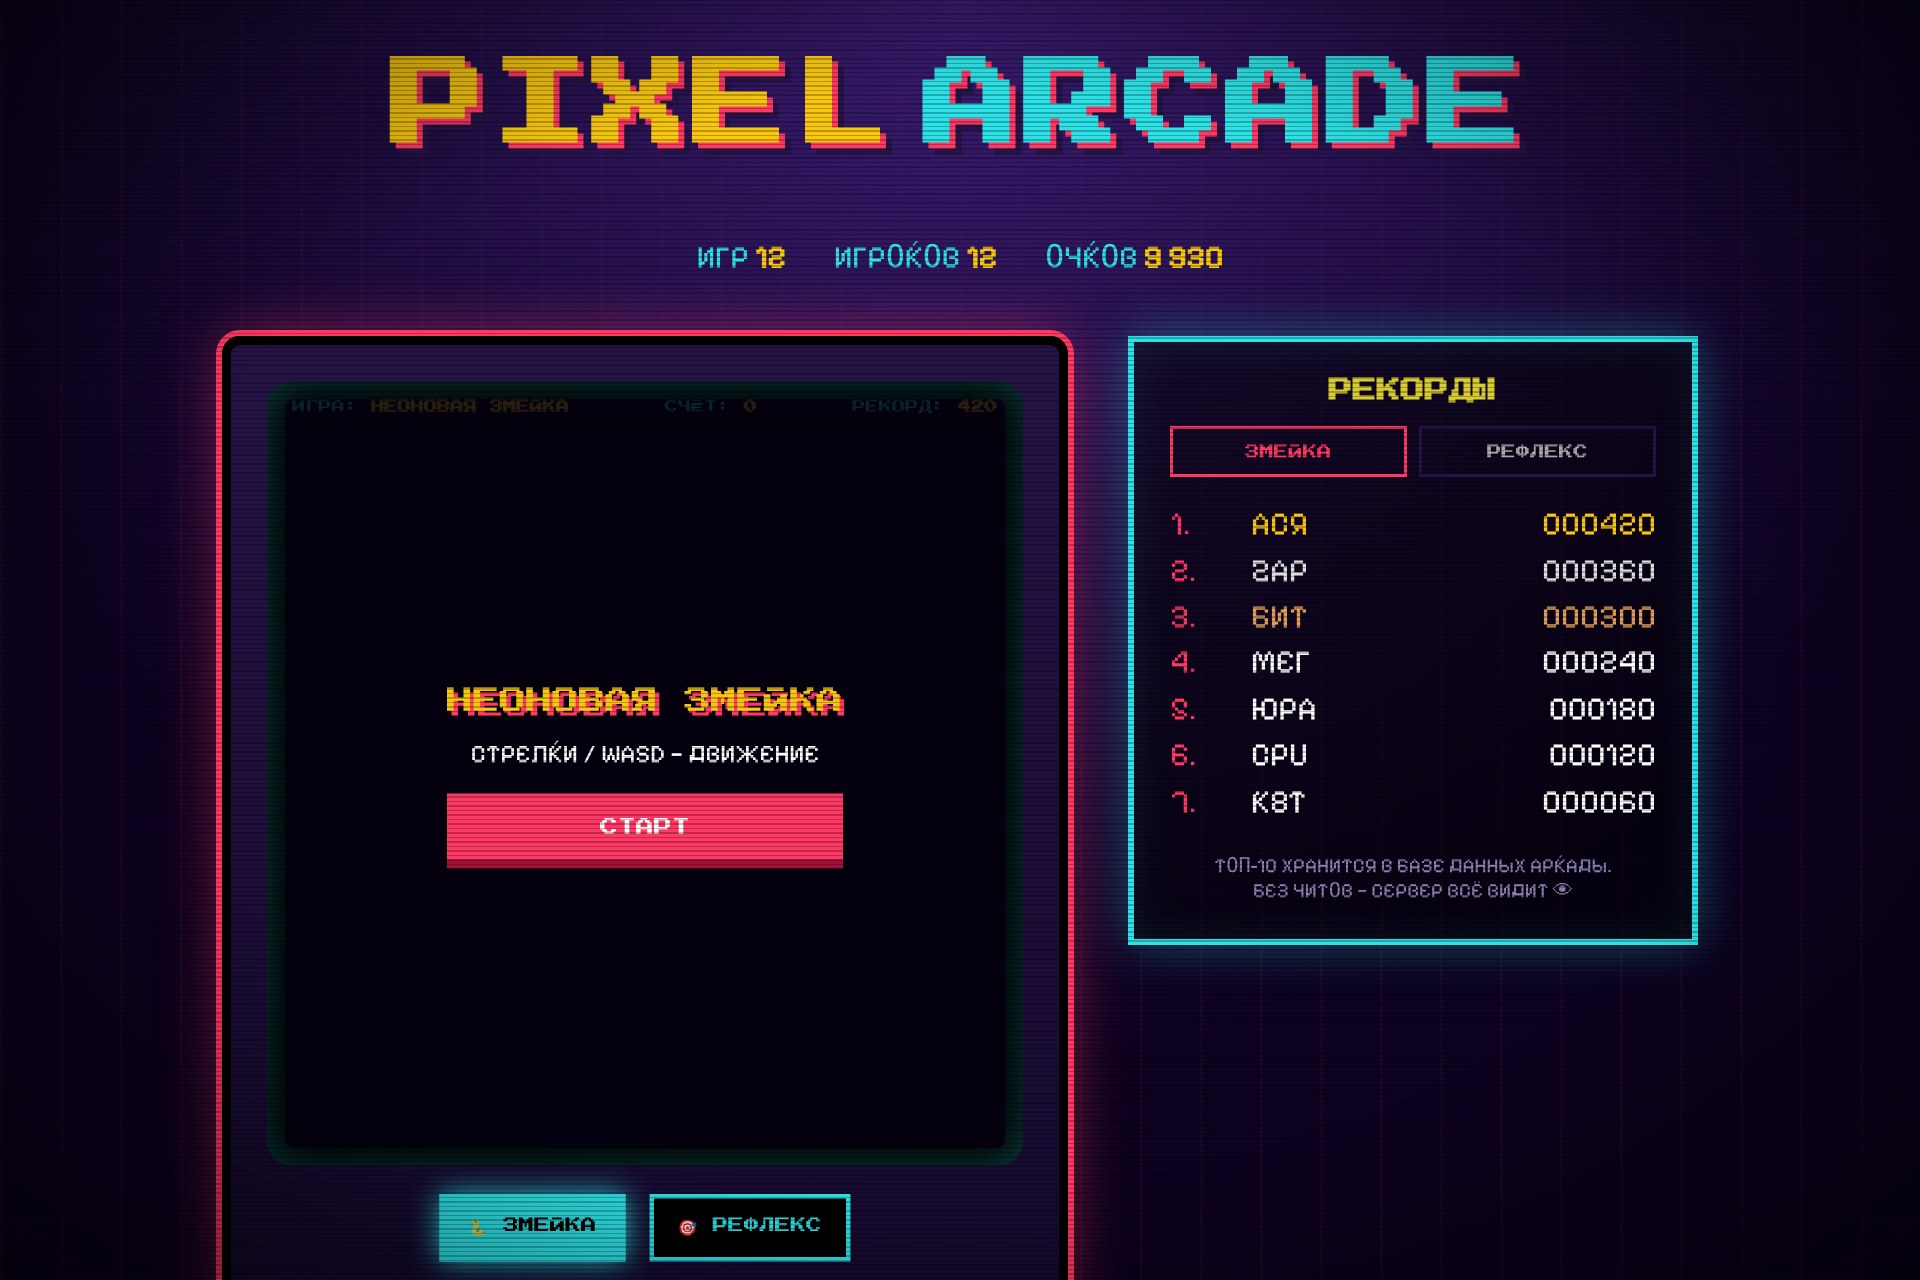 PIXEL ARCADE
ИГР 12 ИГРОКОВ 12 ОЧКОВ 9 930
ИГРА: НЕОНОВАЯ ЗМЕЙКА СЧЁТ: 0 РЕКОРД: 420
НЕОНОВАЯ ЗМЕЙКА
СТРЕЛКИ / WASD – ДВИЖЕНИЕ
СТАРТ
ЗМЕЙКА РЕФЛЕКС
РЕКОРДЫ
ЗМЕЙКА РЕФЛЕКС
1. АСЯ 000420
2. ZAP 000360
3. БИТ 000300
4. МЕГ 000240
5. ЮРА 000180
6. CPU 000120
7. K8T 000060
ТОП-10 ХРАНИТСЯ В БАЗЕ ДАННЫХ АРКАДЫ.
БЕЗ ЧИТОВ – СЕРВЕР ВСЁ ВИДИТ 👁